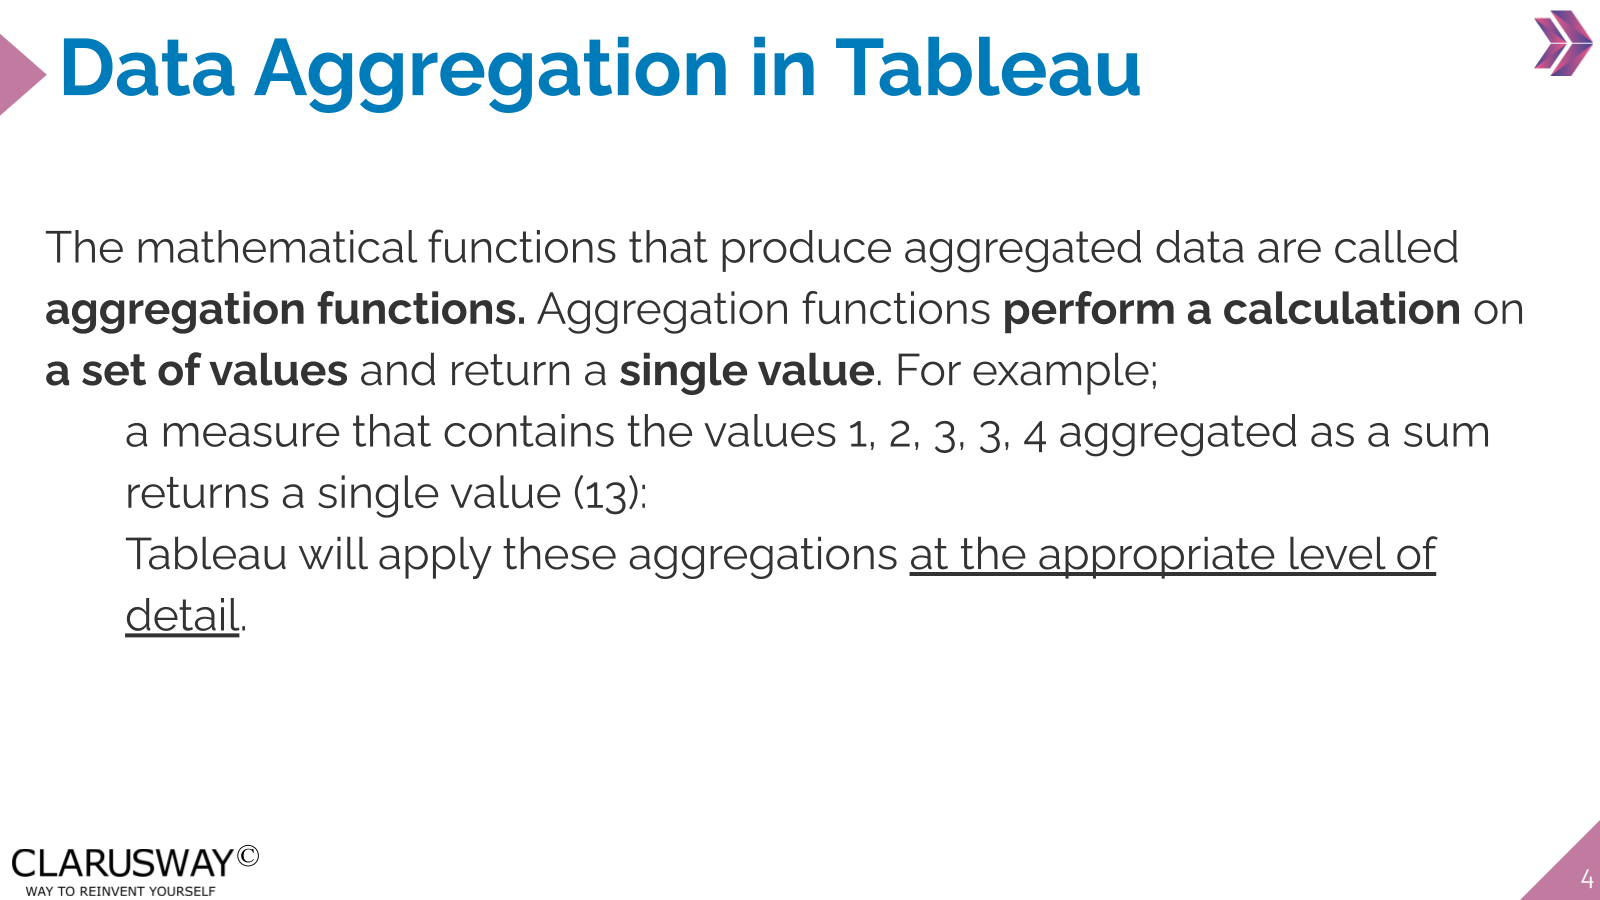 Data Aggregation in Tableau
The mathematical functions that produce aggregated data are called
aggregation functions. Aggregation functions perform a calculation on
a set of values and return a single value. For example;
a measure that contains the values 1, 2, 3, 3, 4 aggregated as a sum
returns a single value (13):
Tableau will apply these aggregations at the appropriate level of
detail.
CLARUSWAY©
WAY TO REINVENT YOURSELF
4